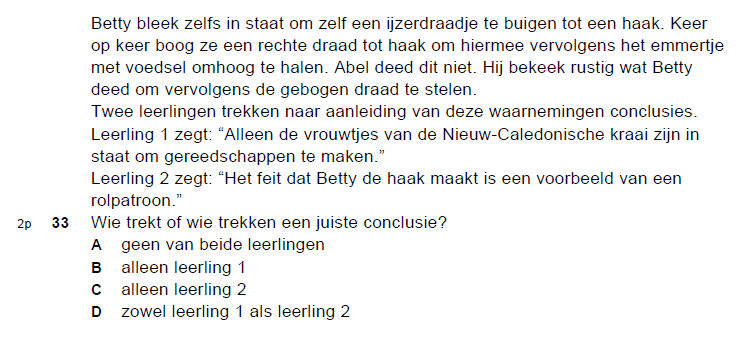 Betty bleek zelfs in staat om zelf een ijzerdraadje te buigen tot een haak. Keer
op keer boog ze een rechte draad tot haak om hiermee vervolgens het emmertje
met voedsel omhoog te halen. Abel deed dit niet. Hij bekeek rustig wat Betty
deed om vervolgens de gebogen draad te stelen.
Twee leerlingen trekken naar aanleiding van deze waarnemingen conclusies.
Leerling 1 zegt: “Alleen de vrouwtjes van de Nieuw-Caledonische kraai zijn in
staat om gereedschappen te maken.”
Leerling 2 zegt: “Het feit dat Betty de haak maakt is een voorbeeld van een
rolpatroon.”
2p 33 Wie trekt of wie trekken een juiste conclusie?
A geen van beide leerlingen
B alleen leerling 1
C alleen leerling 2
D zowel leerling 1 als leerling 2